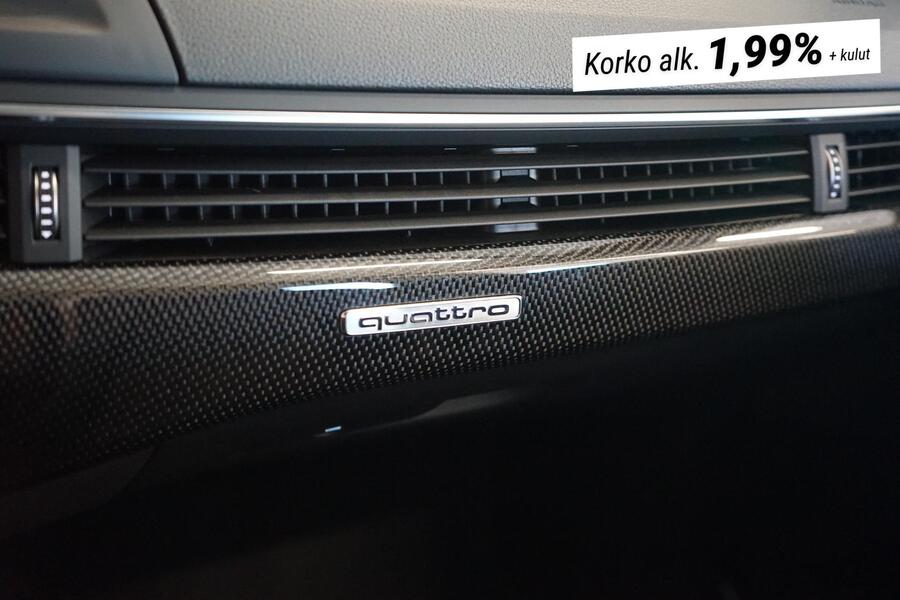 Korko alk. 1,99% + kulut
quattro